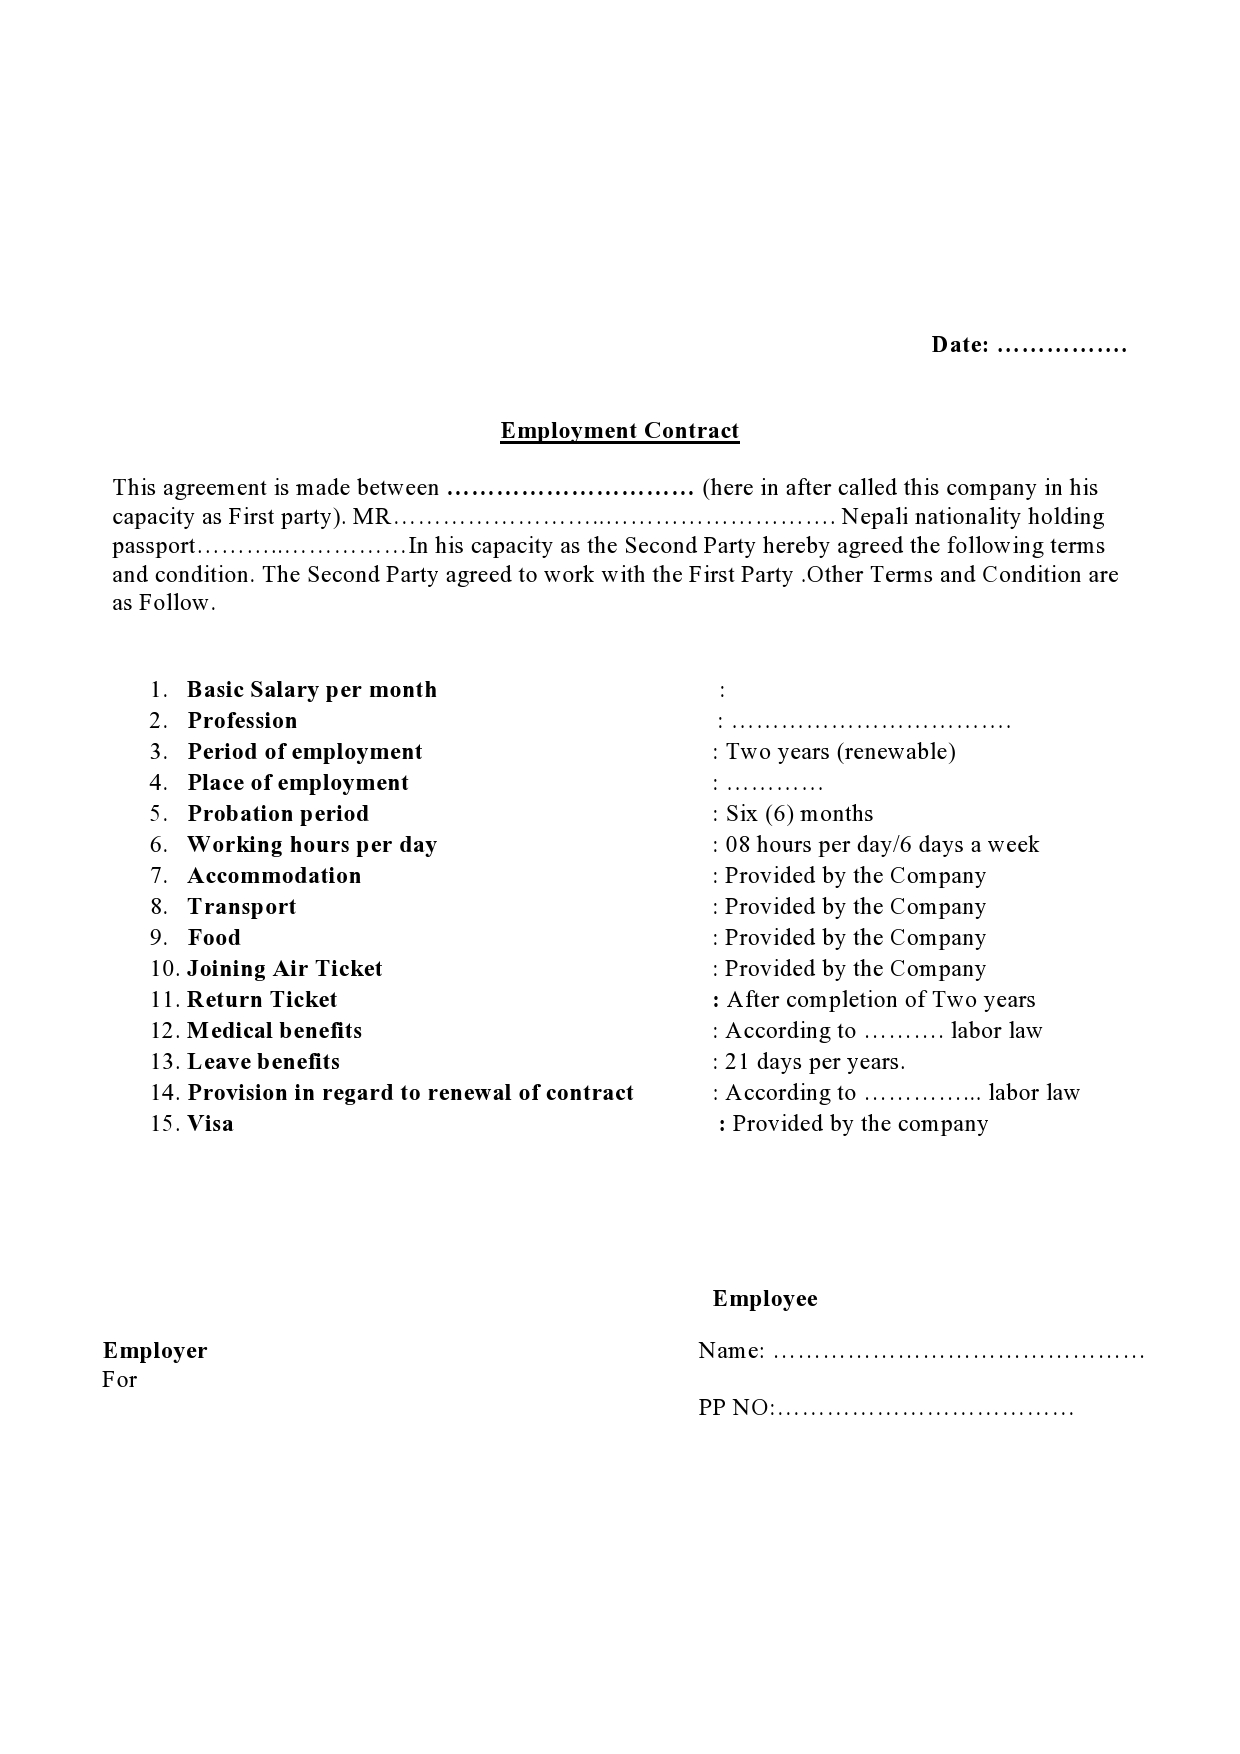 Date: …………….
Employment Contract
This agreement is made between ………………………… (here in after called this company in his
capacity as First party). MR……………………..………………………. Nepali nationality holding
passport………..……………In his capacity as the Second Party hereby agreed the following terms
and condition. The Second Party agreed to work with the First Party .Other Terms and Condition are
as Follow.
1. Basic Salary per month :
2. Profession : …………………………….
3. Period of employment : Two years (renewable)
4. Place of employment : …………
5. Probation period : Six (6) months
6. Working hours per day : 08 hours per day/6 days a week
7. Accommodation : Provided by the Company
8. Transport : Provided by the Company
9. Food : Provided by the Company
10. Joining Air Ticket : Provided by the Company
11. Return Ticket : After completion of Two years
12. Medical benefits : According to ………. labor law
13. Leave benefits : 21 days per years.
14. Provision in regard to renewal of contract : According to …………... labor law
15. Visa : Provided by the company
Employee
Employer Name: ………………………………………
For
PP NO:………………………………